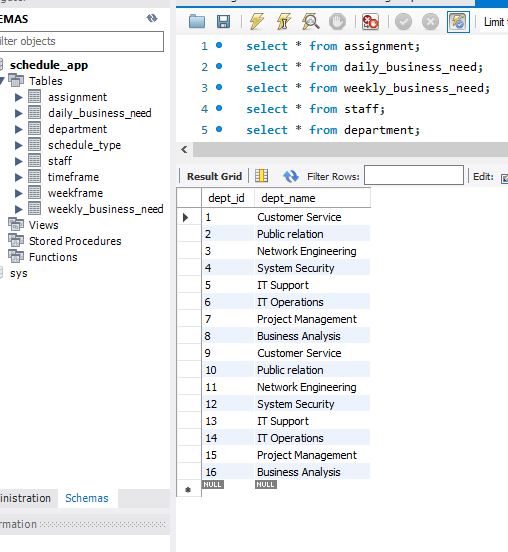 EMAS
ilter objects
schedule_app
Tables
assignment
daily_business_need
department
schedule_type
staff
timeframe
weekframe
weekly_business_need
Views
Stored Procedures
Functions
sys
ministration Schemas
ormation
Limit
1 select * from assignment;
2 select * from daily_business_need;
3 select * from weekly_business_need;
4 select * from staff;
5 select * from department;
Result Grid Filter Rows: Edit:
dept_id dept_name
1 Customer Service
2 Public relation
3 Network Engineering
4 System Security
5 IT Support
6 IT Operations
7 Project Management
8 Business Analysis
9 Customer Service
10 Public relation
11 Network Engineering
12 System Security
13 IT Support
14 IT Operations
15 Project Management
16 Business Analysis
NULL NULL